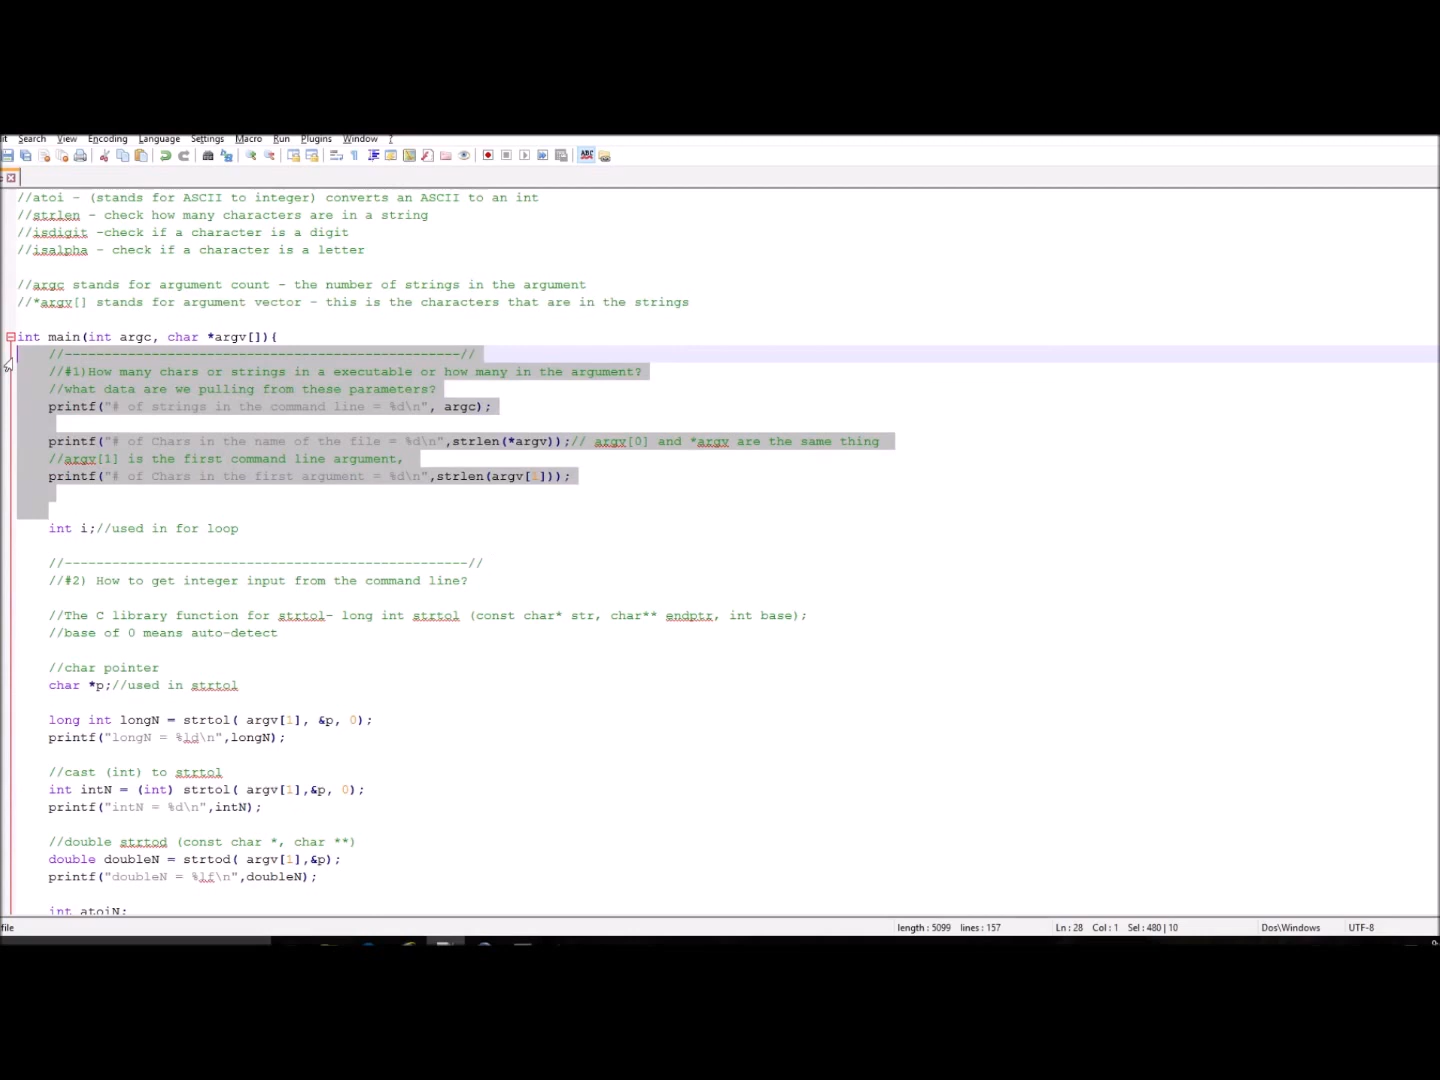 it Search View Encoding Language Settings Macro Run Plugins Window ?
//atoi - (stands for ASCII to integer) converts an ASCII to an int
//strlen - check how many characters are in a string
//isdigit -check if a character is a digit
//isalpha - check if a character is a letter
//argc stands for argument count - the number of strings in the argument
//*argv[] stands for argument vector - this is the characters that are in the strings
int main(int argc, char *argv[]){
//--------------------------------------------------//
//#1)How many chars or strings in a executable or how many in the argument?
//what data are we pulling from these parameters?
printf("# of strings in the command line = %d\n", argc);
printf("# of Chars in the name of the file = %d\n",strlen(*argv));// argv[0] and *argv are the same thing
//argv[1] is the first command line argument,
printf("# of Chars in the first argument = %d\n",strlen(argv[1]));
int i;//used in for loop
//---------------------------------------------------//
//#2) How to get integer input from the command line?
//The C library function for strtol- long int strtol (const char* str, char** endptr, int base);
//base of 0 means auto-detect
//char pointer
char *p;//used in strtol
long int longN = strtol( argv[1], &p, 0);
printf("longN = %ld\n",longN);
//cast (int) to strtol
int intN = (int) strtol( argv[1],&p, 0);
printf("intN = %d\n",intN);
//double strtod (const char *, char **)
double doubleN = strtod( argv[1],&p);
printf("doubleN = %lf\n",doubleN);
int atoiN;
file length : 5099 lines : 157 Ln : 28 Col : 1 Sel : 480 | 10 Dos\Windows UTF-8